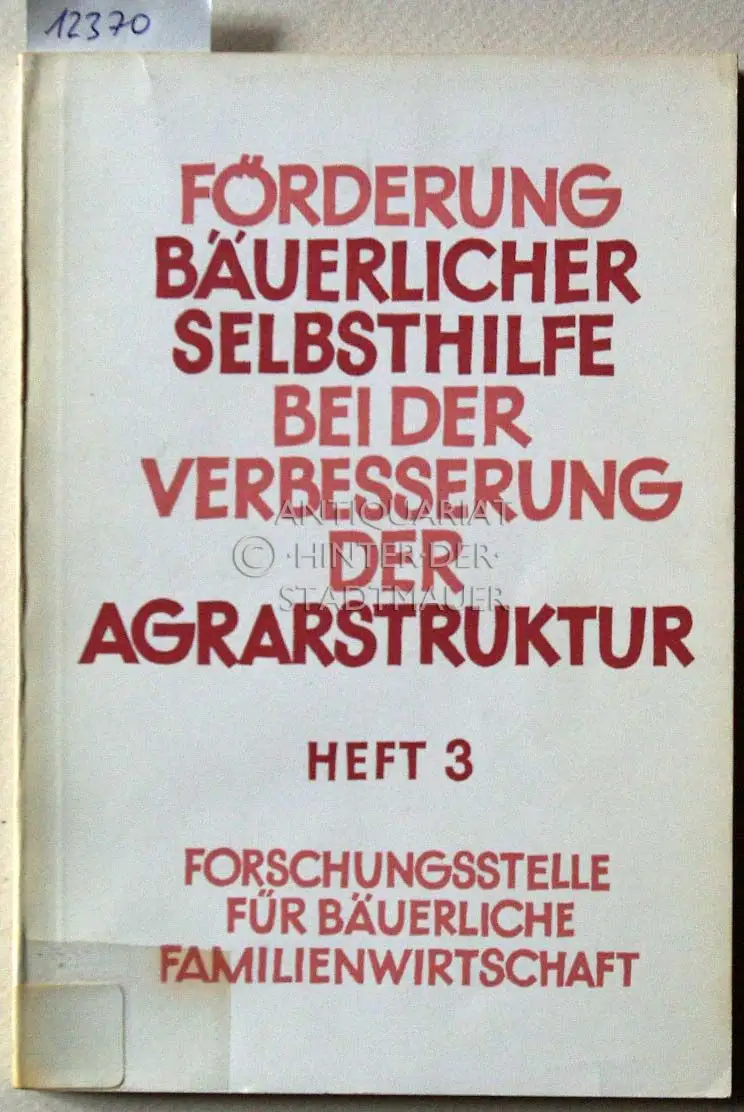 12370
FÖRDERUNG
BÄUERLICHER
SELBSTHILFE
BEI DER
VERBESSERUNG
ANTIQUARIAT
DER
© ·HINTER·DER·
STADTMAUER
AGRARSTRUKTUR
HEFT 3
FORSCHUNGSSTELLE
FÜR BÄUERLICHE
FAMILIENWIRTSCHAFT